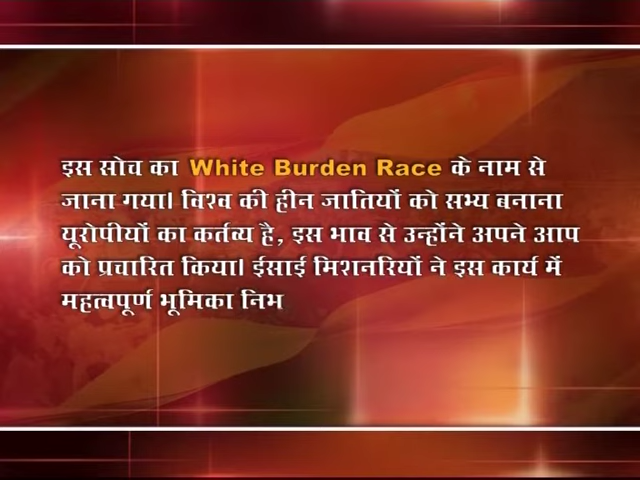 इस सोच का White Burden Race के नाम से
जाना गया। विश्व की हीन जातियों को सभ्य बनाना
यूरोपीयों का कर्तव्य है, इस भाव से उन्होंने अपने आप
को प्रचारित किया। ईसाई मिशनरियों ने इस कार्य में
महत्वपूर्ण भूमिका निभ